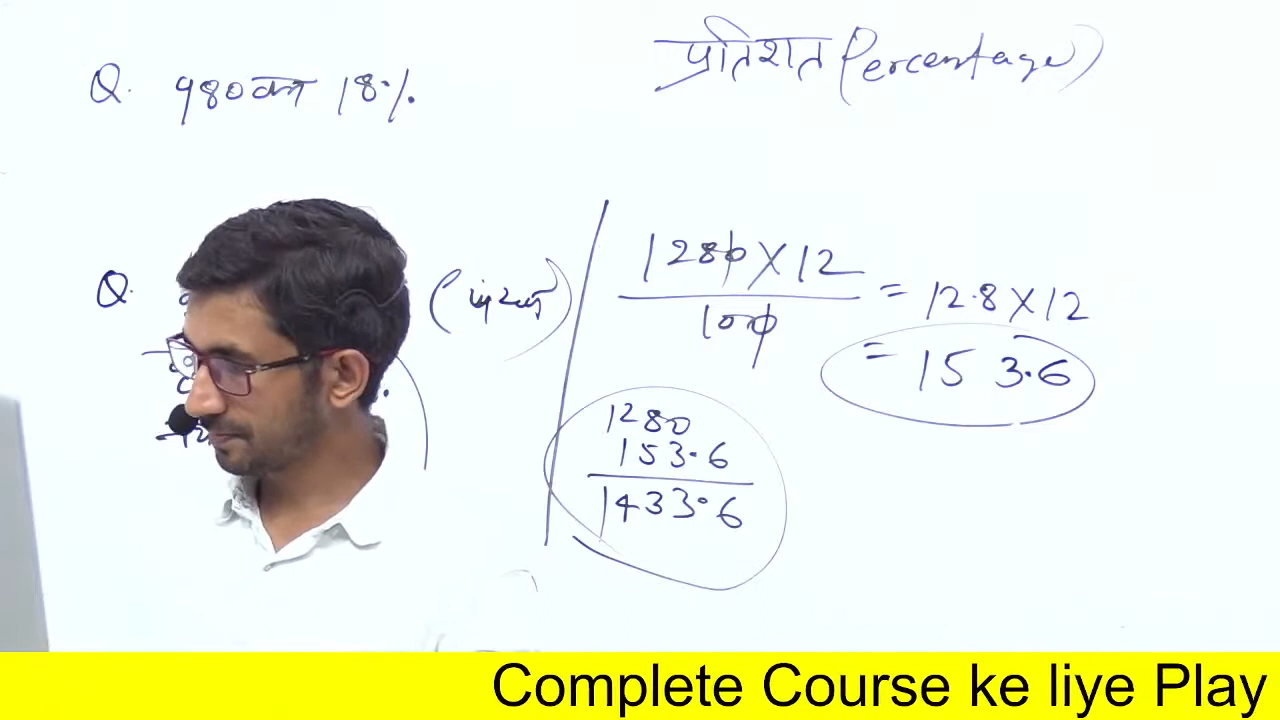 प्रतिशत (Percentage)
Q. 980 का 18%
Q.
1280 X 12
100
= 12.8 X 12
= 153.6
1280
153.6
1433.6
Complete Course ke liye Play